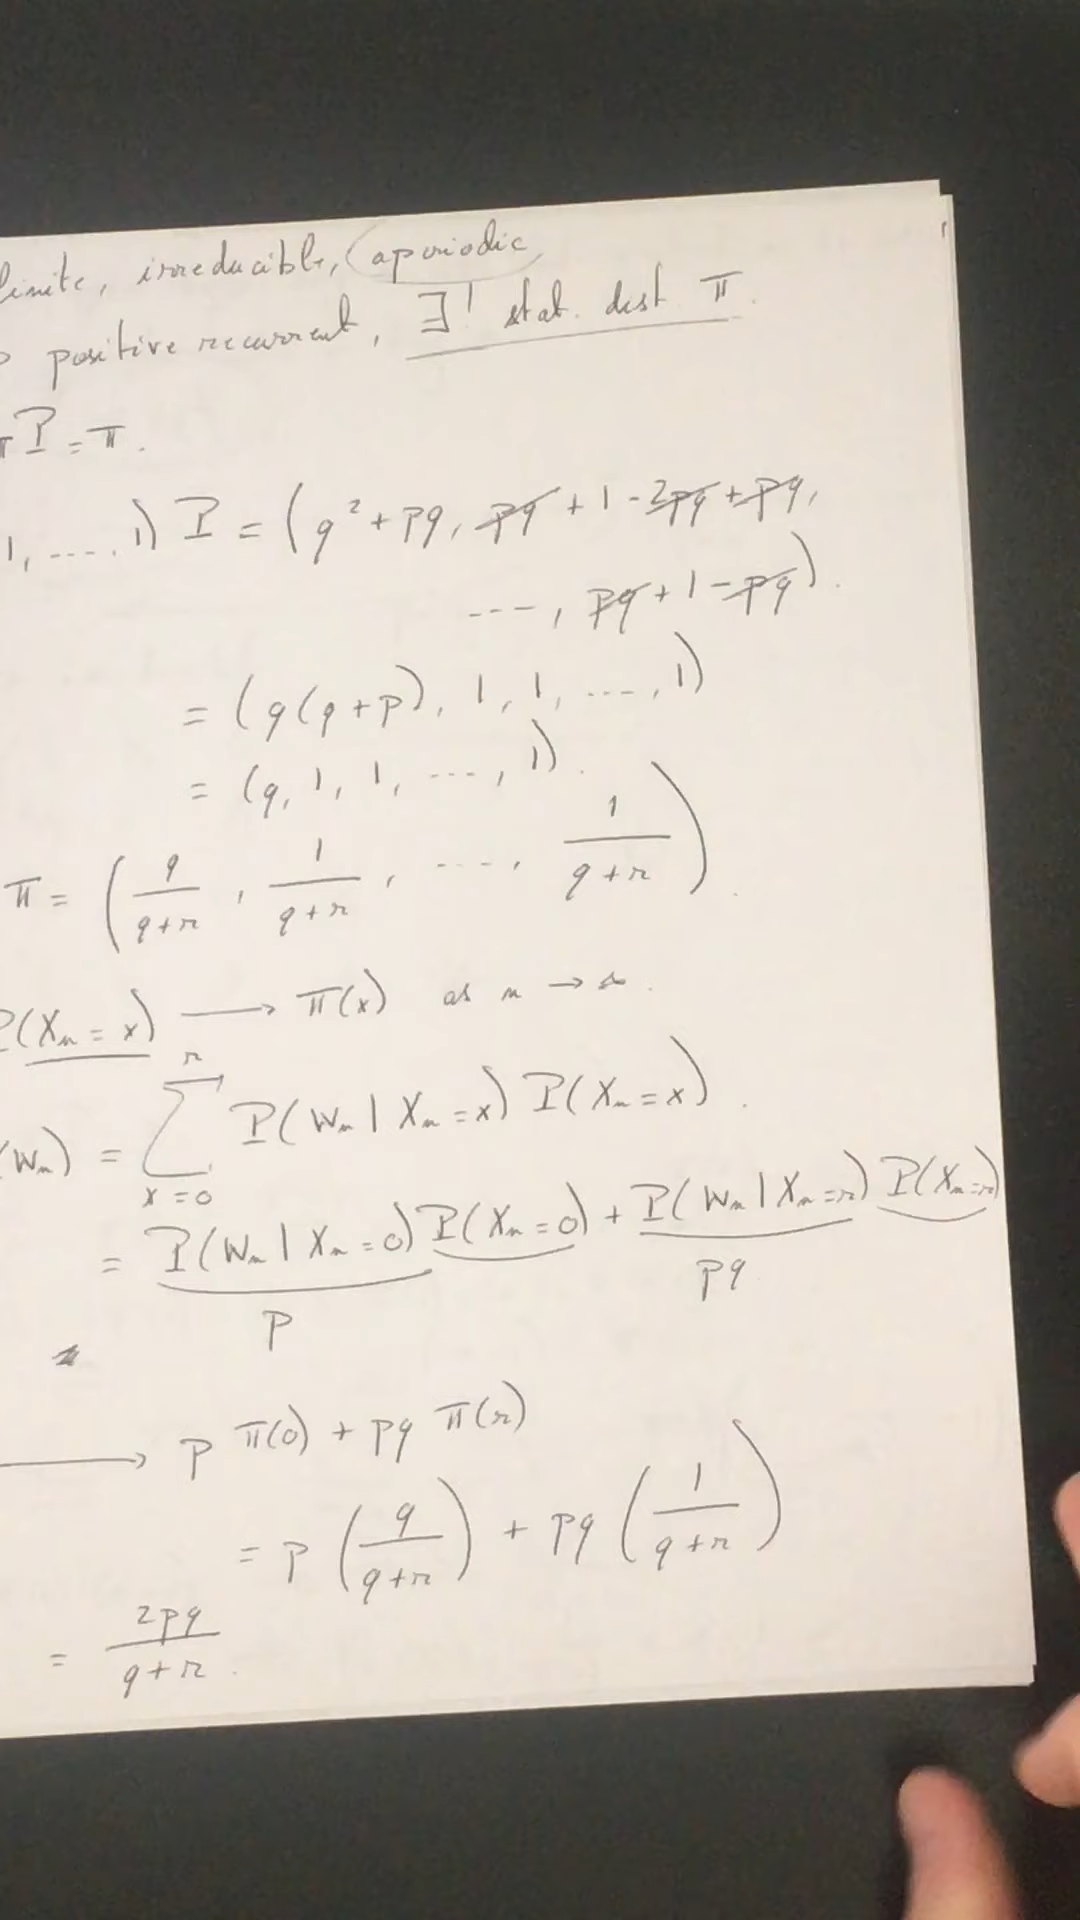 finite, irreducible, aperiodic,
positive recurrent, ∃! stat. dist π.
πP = π.
1, ...., 1) P = (q² + pq, pq + 1 - 2pq + pq,
---, pq + 1 - pq).
= (q(q+p), 1, 1, ...., 1)
= (q, 1, 1, ...., 1).
π = (q/(q+r), 1/(q+r), ...., 1/(q+r)).
P(Xn = x) → π(x) as n → ∞.
(Wn) = ∑_{x=0}^{r} P(Wn | Xn = x) P(Xn = x).
= P(Wn | Xn = 0) P(Xn = 0) + P(Wn | Xn = r) P(Xn = r)
p pq
→ p π(0) + pq π(r)
= p (q/(q+r)) + pq (1/(q+r))
= 2pq/(q+r).